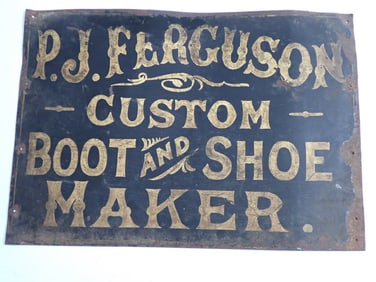 P.J. FERGUSON
- CUSTOM -
BOOT AND SHOE
MAKER.